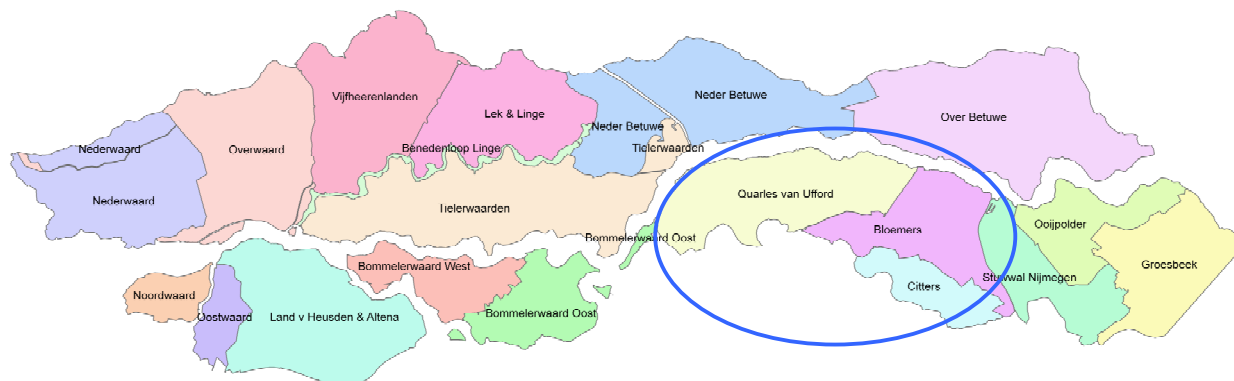 Vijfheerenlanden
Neder Betuwe
Lek & Linge
Over Betuwe
Neder Betuwe
Nederwaard
Overwaard
Benedenloop Linge
Tielerwaarden
Quarles van Ufford
Nederwaard
Tielerwaarden
Ooijpolder
Bloemers
Bommelerwaard Oost
Bommelerwaard West
Groesbeek
Stuwwal Nijmegen
Citters
Noordwaard
Oostwaard
Land v Heusden & Altena
Bommelerwaard Oost